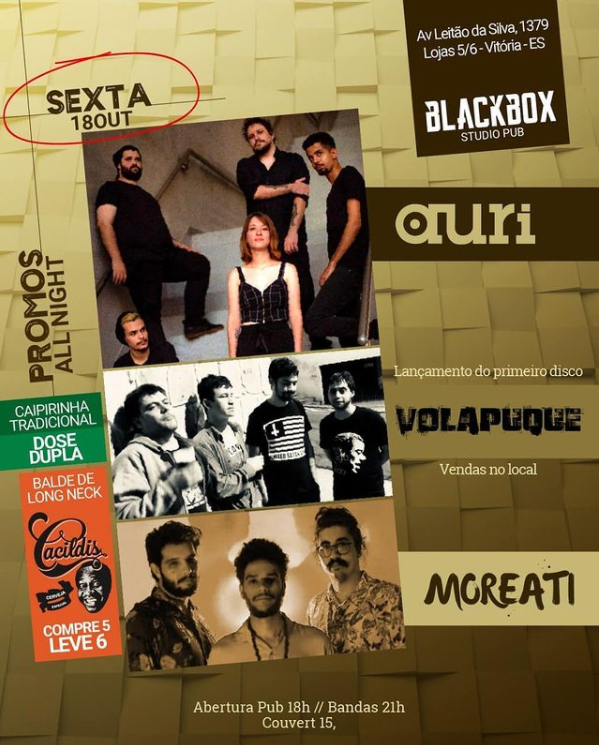 Av Leitão da Silva, 1379
Lojas 5/6 - Vitória - ES
BLACKBOX
STUDIO PUB
SEXTA
18OUT
auri
PROMOS
ALL NIGHT
Lançamento do primeiro disco
VOLAPUQUE
Vendas no local
CAIPIRINHA
TRADICIONAL
DOSE
DUPLA
BALDE DE
LONG NECK
Cacildis
CERVEJA
ESPECIAL
COMPRE 5
LEVE 6
MOREATI
Abertura Pub 18h // Bandas 21h
Couvert 15,